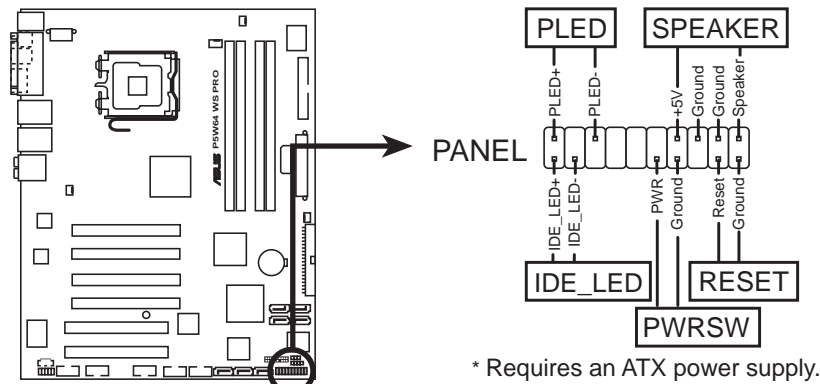 PLED SPEAKER
PLED+ PLED- +5V Ground Ground Speaker
ASUS P5W64 WS PRO
PANEL
IDE_LED+ IDE_LED- PWR Ground Reset Ground
IDE_LED RESET
PWRSW
* Requires an ATX power supply.